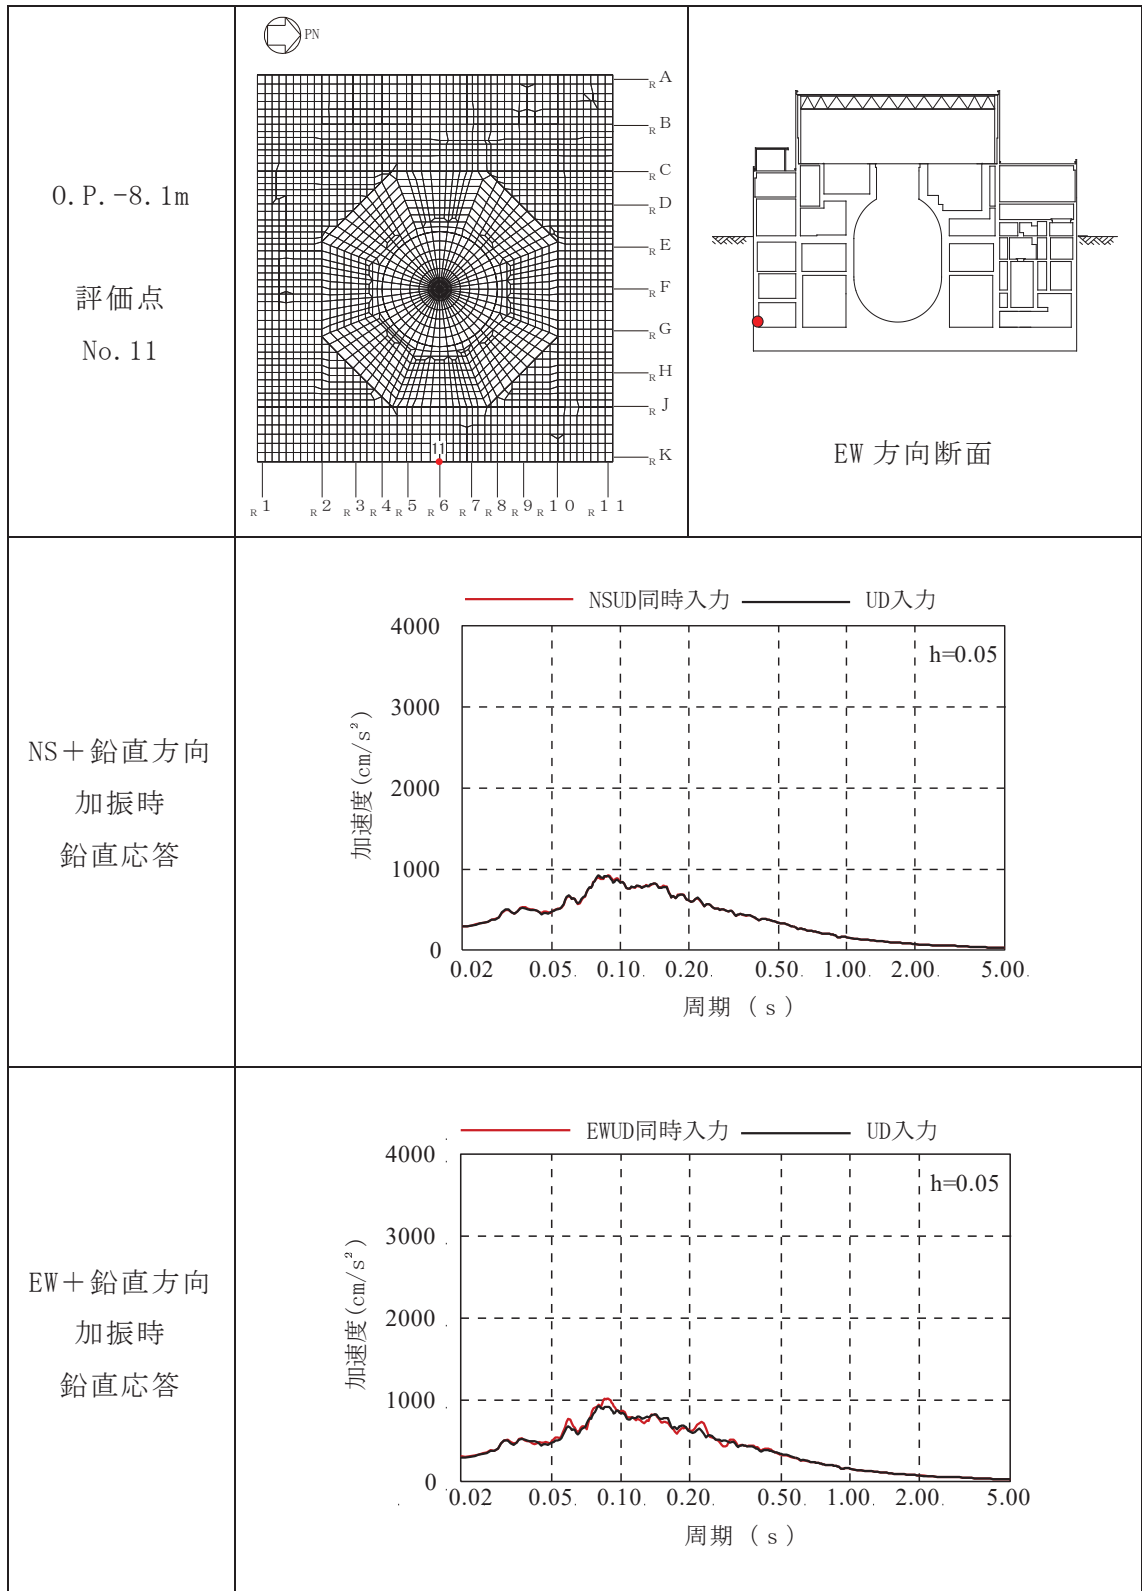 O.P.-8.1m
評価点
No.11
PN
R A
R B
R C
R D
R E
R F
R G
R H
R J
R K
11
R 1 R 2 R 3 R 4 R 5 R 6 R 7 R 8 R 9 R 10 R 11
EW 方向断面
NS＋鉛直方向
加振時
鉛直応答
NSUD同時入力 UD入力
h=0.05
4000
3000
2000
1000
0
加速度(cm/s²)
0.02 0.05 0.10 0.20 0.50 1.00 2.00 5.00
周期 (s)
EW＋鉛直方向
加振時
鉛直応答
EWUD同時入力 UD入力
h=0.05
4000
3000
2000
1000
0
加速度(cm/s²)
0.02 0.05 0.10 0.20 0.50 1.00 2.00 5.00
周期 (s)